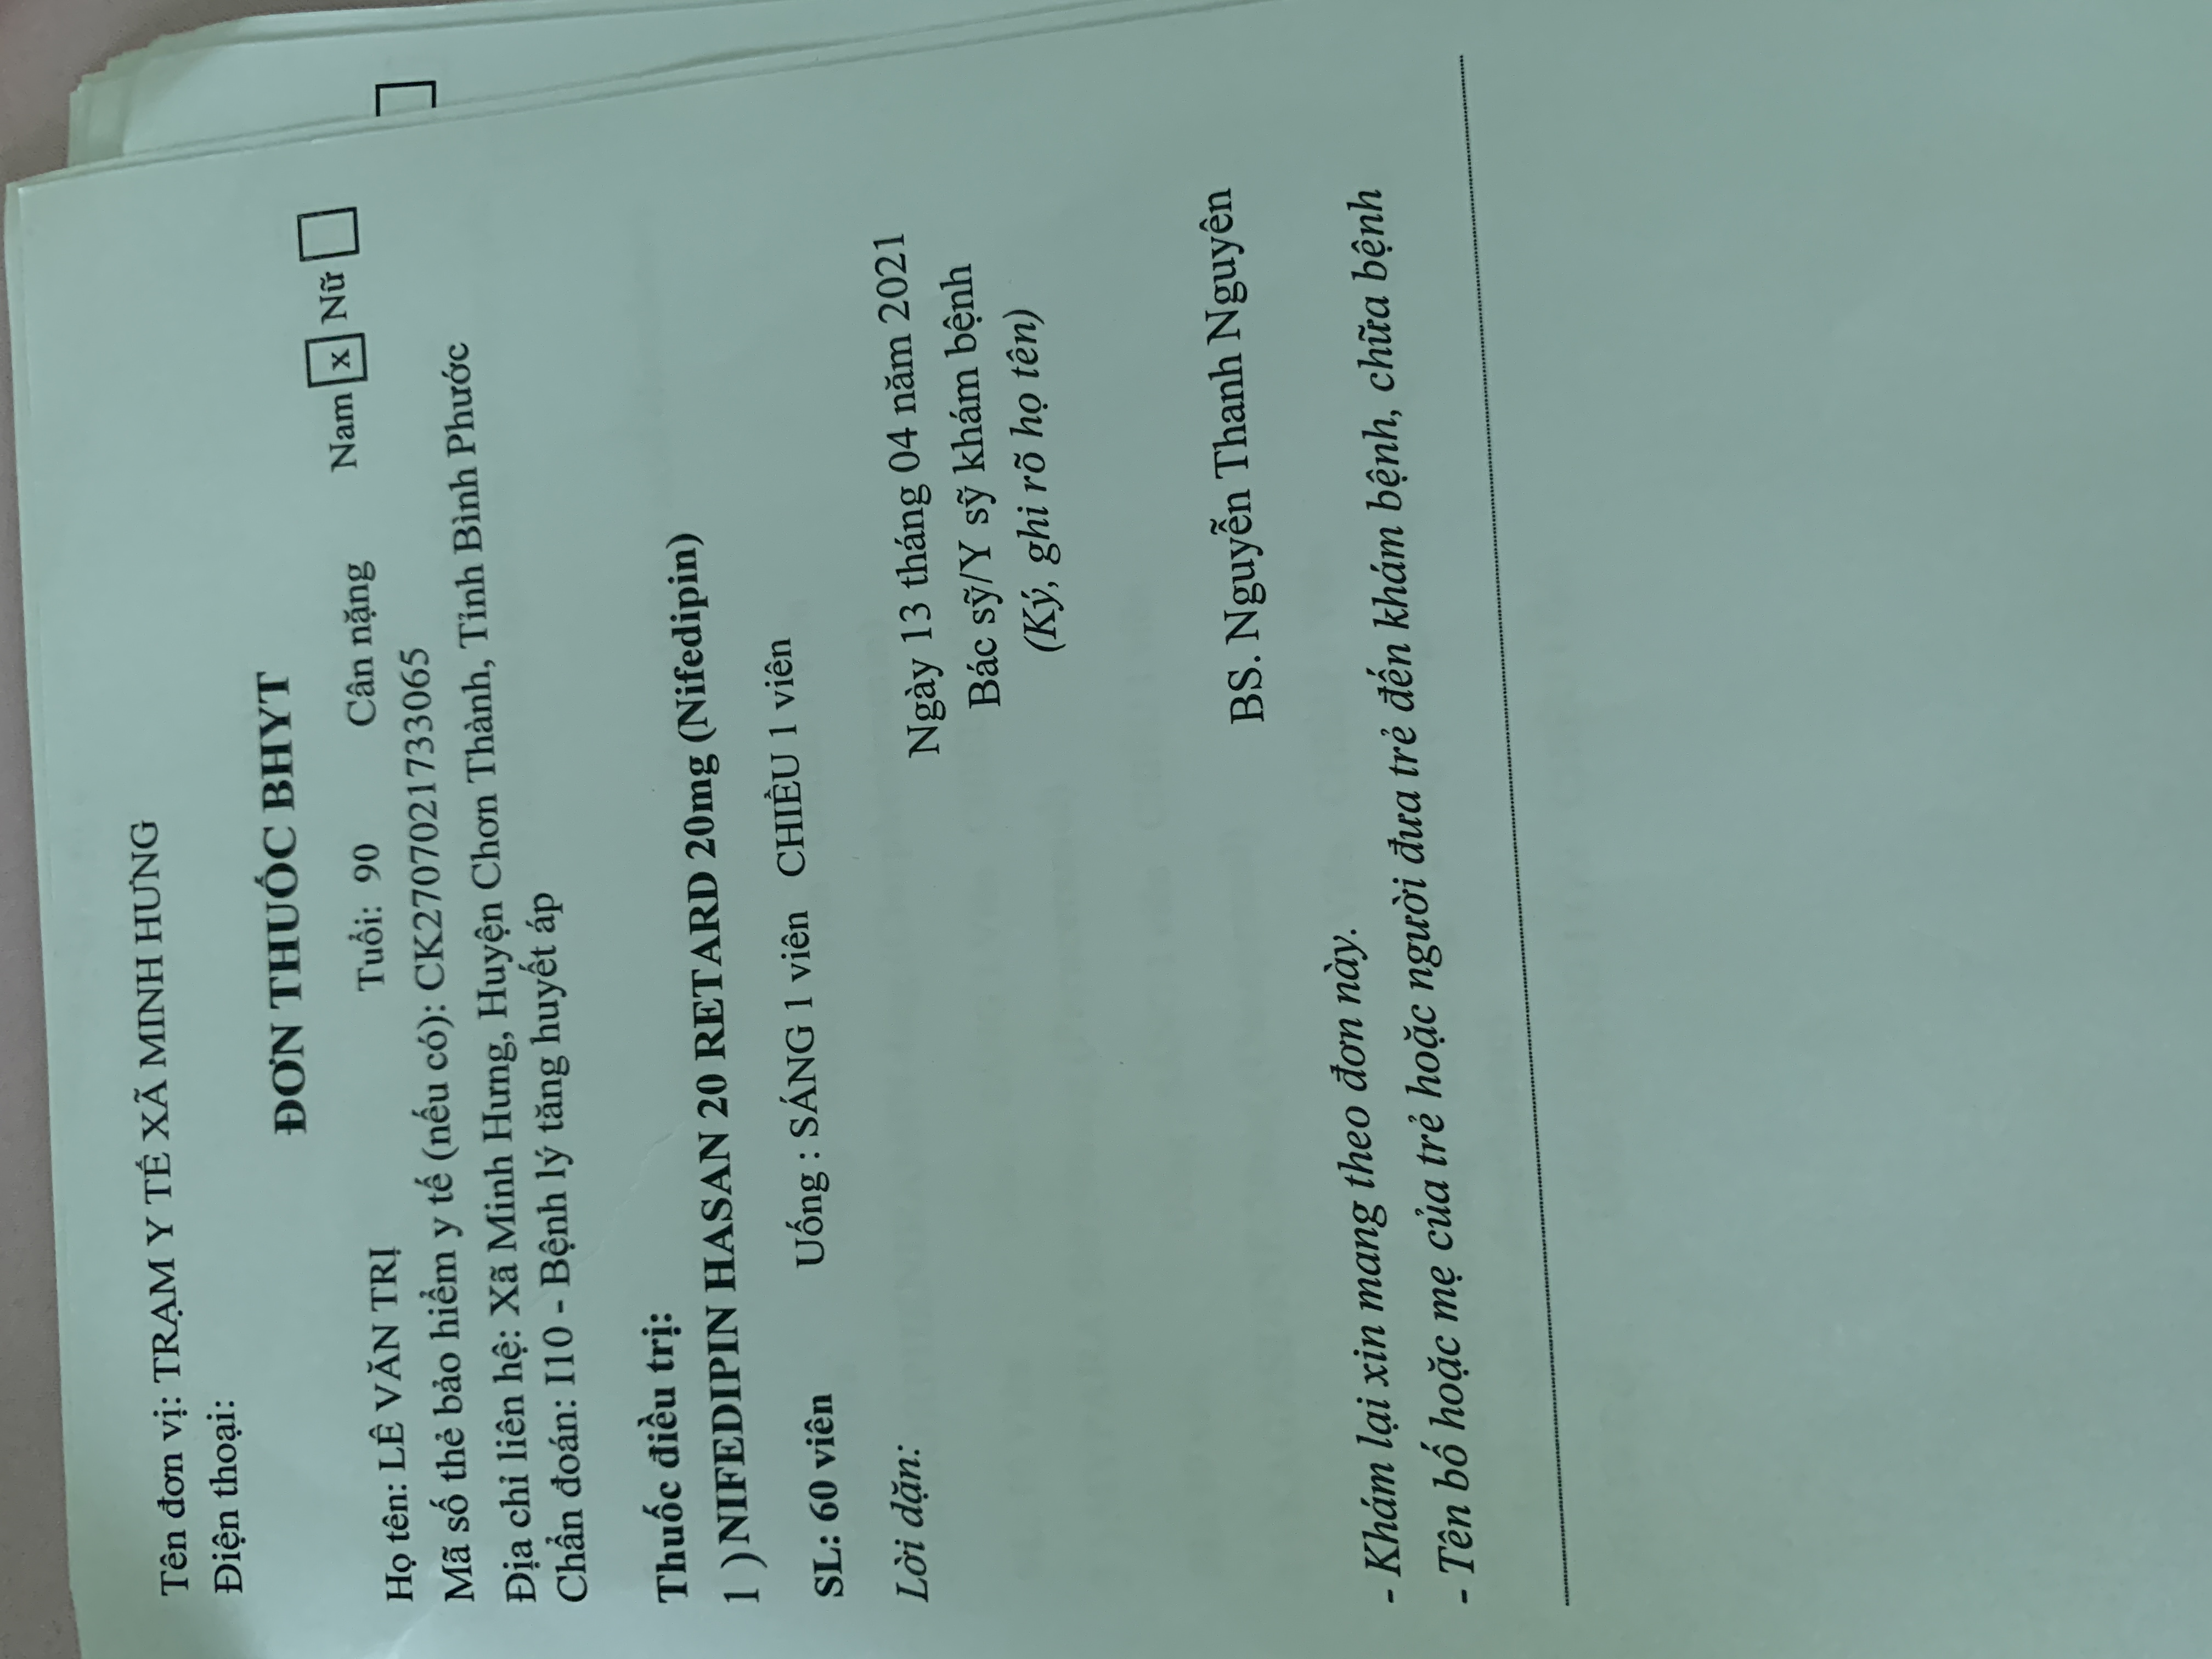 Tên đơn vị: TRẠM Y TẾ XÃ MINH HƯNG
Điện thoại:
ĐƠN THUỐC BHYT
Họ tên: LÊ VĂN TRỊ Tuổi: 90 Cân nặng Nam x Nữ
Mã số thẻ bảo hiểm y tế (nếu có): CK2707021733065
Địa chỉ liên hệ: Xã Minh Hưng, Huyện Chơn Thành, Tỉnh Bình Phước
Chẩn đoán: I10 - Bệnh lý tăng huyết áp
Thuốc điều trị:
1 ) NIFEDIPIN HASAN 20 RETARD 20mg (Nifedipin)
SL: 60 viên Uống : SÁNG 1 viên CHIỀU 1 viên
Lời dặn:
Ngày 13 tháng 04 năm 2021
Bác sỹ/Y sỹ khám bệnh
(Ký, ghi rõ họ tên)
BS. Nguyễn Thanh Nguyên
- Khám lại xin mang theo đơn này.
- Tên bố hoặc mẹ của trẻ hoặc người đưa trẻ đến khám bệnh, chữa bệnh